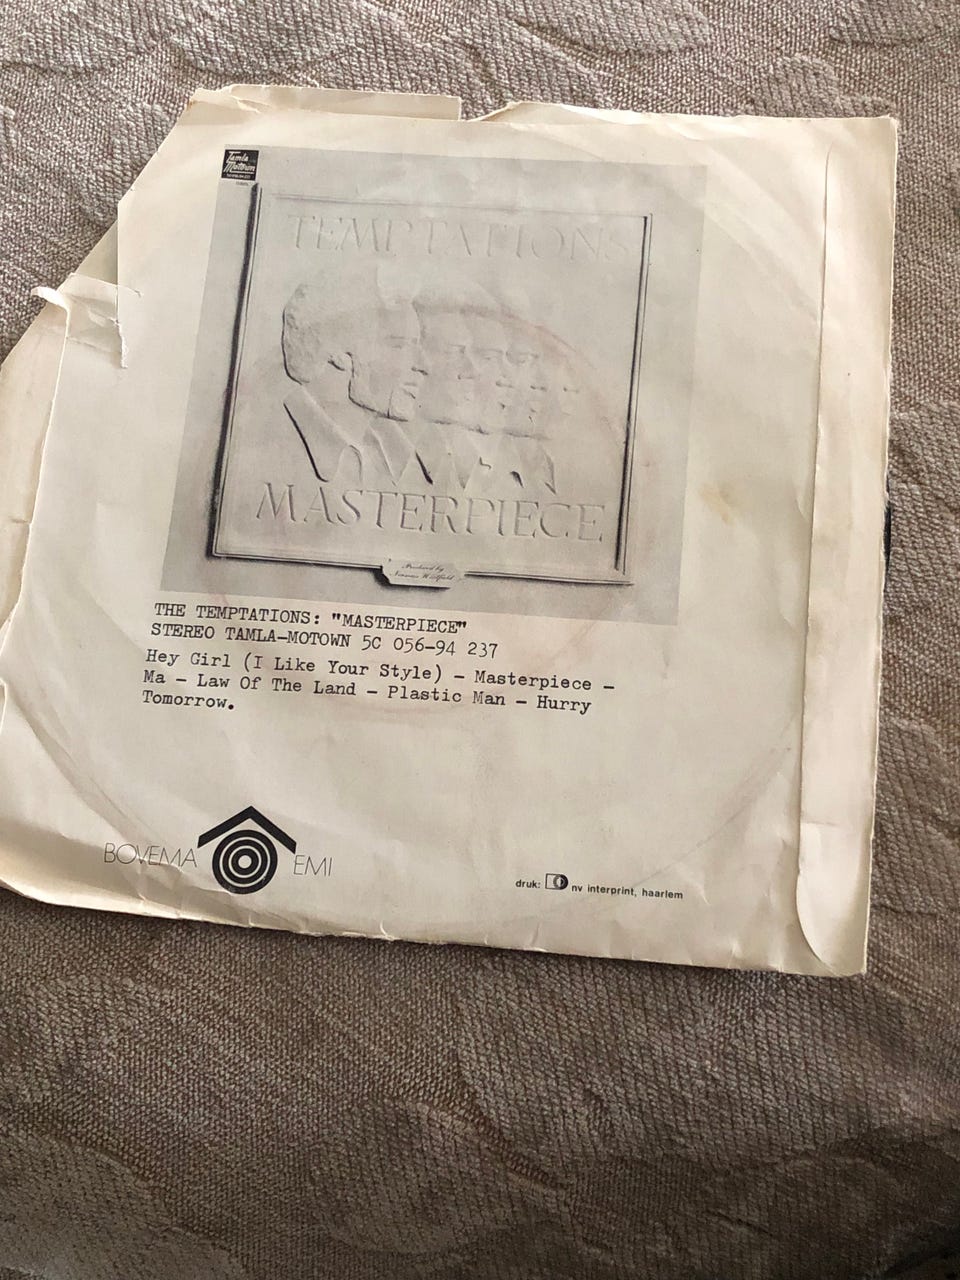 Tamla
Motown
TEMPTATIONS
MASTERPIECE
Produced by
Norman Whitfield
THE TEMPTATIONS: "MASTERPIECE"
STEREO TAMLA-MOTOWN 5C 056-94 237
Hey Girl (I Like Your Style) - Masterpiece -
Ma - Law Of The Land - Plastic Man - Hurry
Tomorrow.
BOVEMA EMI
druk: nv interprint, haarlem